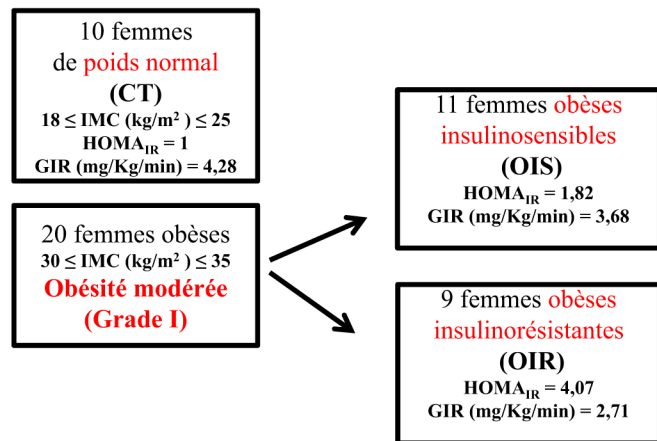 10 femmes
de poids normal
(CT)
18 ≤ IMC (kg/m² ) ≤ 25
HOMA_IR = 1
GIR (mg/Kg/min) = 4,28
20 femmes obèses
30 ≤ IMC (kg/m² ) ≤ 35
Obésité modérée
(Grade I)
11 femmes obèses
insulinosensibles
(OIS)
HOMA_IR = 1,82
GIR (mg/Kg/min) = 3,68
9 femmes obèses
insulinorésistantes
(OIR)
HOMA_IR = 4,07
GIR (mg/Kg/min) = 2,71